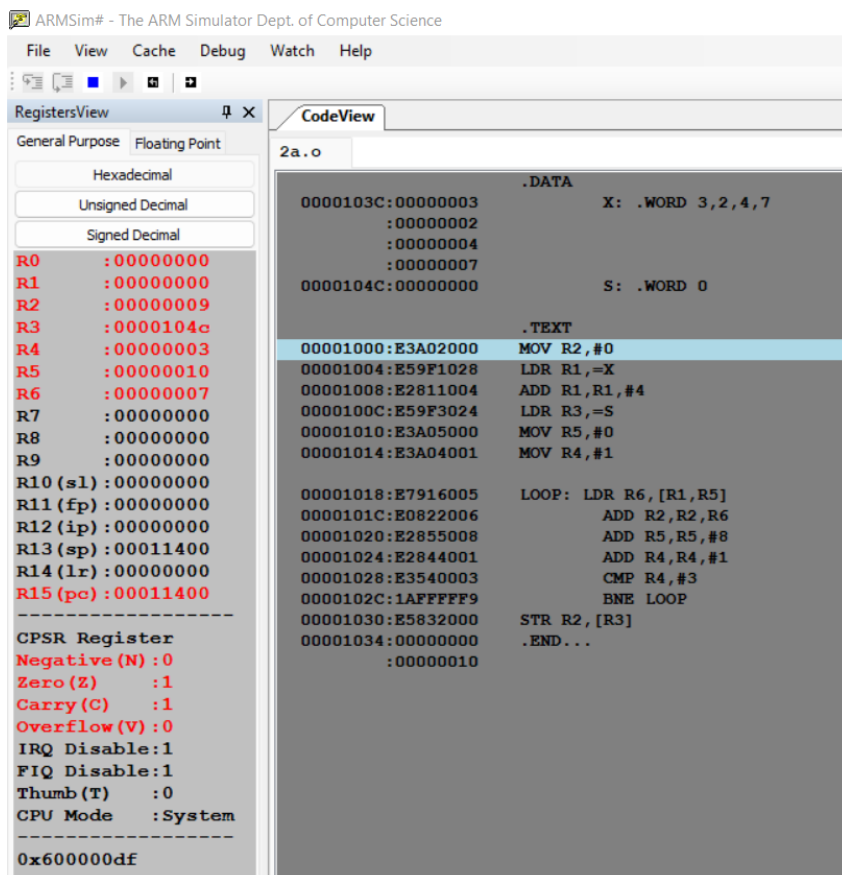 ARMSim# - The ARM Simulator Dept. of Computer Science
File View Cache Debug Watch Help
RegistersView
General Purpose Floating Point
Hexadecimal
Unsigned Decimal
Signed Decimal
R0 :00000000
R1 :00000000
R2 :00000009
R3 :0000104c
R4 :00000003
R5 :00000010
R6 :00000007
R7 :00000000
R8 :00000000
R9 :00000000
R10(sl):00000000
R11(fp):00000000
R12(ip):00000000
R13(sp):00011400
R14(lr):00000000
R15(pc):00011400
-------------------
CPSR Register
Negative(N):0
Zero(Z) :1
Carry(C) :1
Overflow(V):0
IRQ Disable:1
FIQ Disable:1
Thumb(T) :0
CPU Mode :System
-------------------
0x600000df
CodeView
2a.o
.DATA
0000103C:00000003 X: .WORD 3,2,4,7
:00000002
:00000004
:00000007
0000104C:00000000 S: .WORD 0
.TEXT
00001000:E3A02000 MOV R2,#0
00001004:E59F1028 LDR R1,=X
00001008:E2811004 ADD R1,R1,#4
0000100C:E59F3024 LDR R3,=S
00001010:E3A05000 MOV R5,#0
00001014:E3A04001 MOV R4,#1
00001018:E7916005 LOOP: LDR R6,[R1,R5]
0000101C:E0822006 ADD R2,R2,R6
00001020:E2855008 ADD R5,R5,#8
00001024:E2844001 ADD R4,R4,#1
00001028:E3540003 CMP R4,#3
0000102C:1AFFFFF9 BNE LOOP
00001030:E5832000 STR R2,[R3]
00001034:00000000 .END...
:00000010